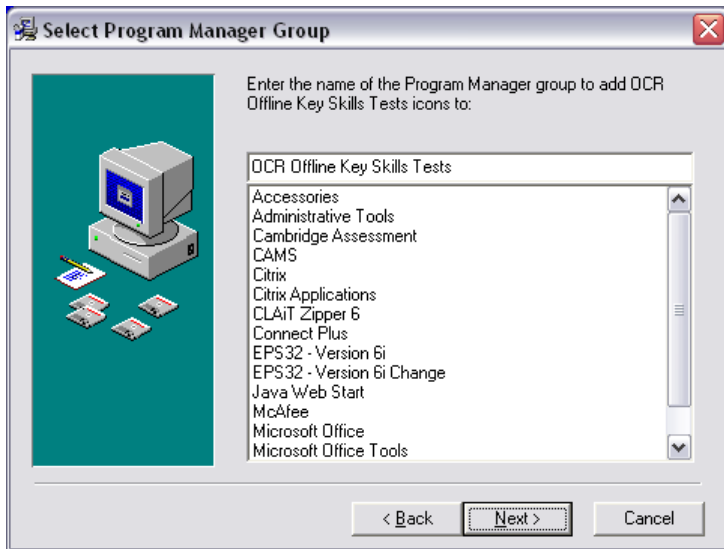 Select Program Manager Group
Enter the name of the Program Manager group to add OCR
Offline Key Skills Tests icons to:
OCR Offline Key Skills Tests
Accessories
Administrative Tools
Cambridge Assessment
CAMS
Citrix
Citrix Applications
CLAiT Zipper 6
Connect Plus
EPS32 - Version 6i
EPS32 - Version 6i Change
Java Web Start
McAfee
Microsoft Office
Microsoft Office Tools
< Back
Next >
Cancel